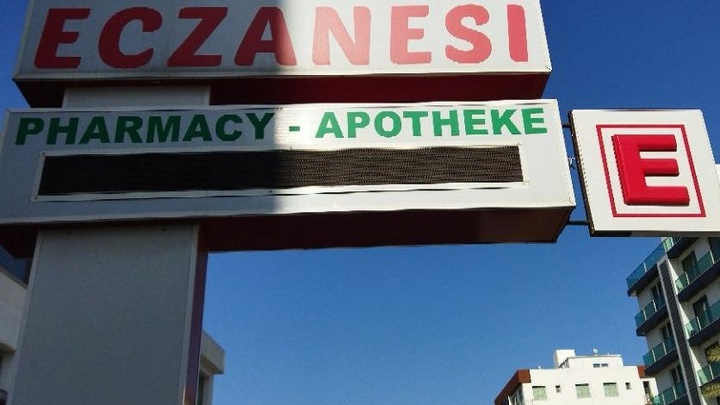 ECZANESI
PHARMACY - APOTHEKE
E